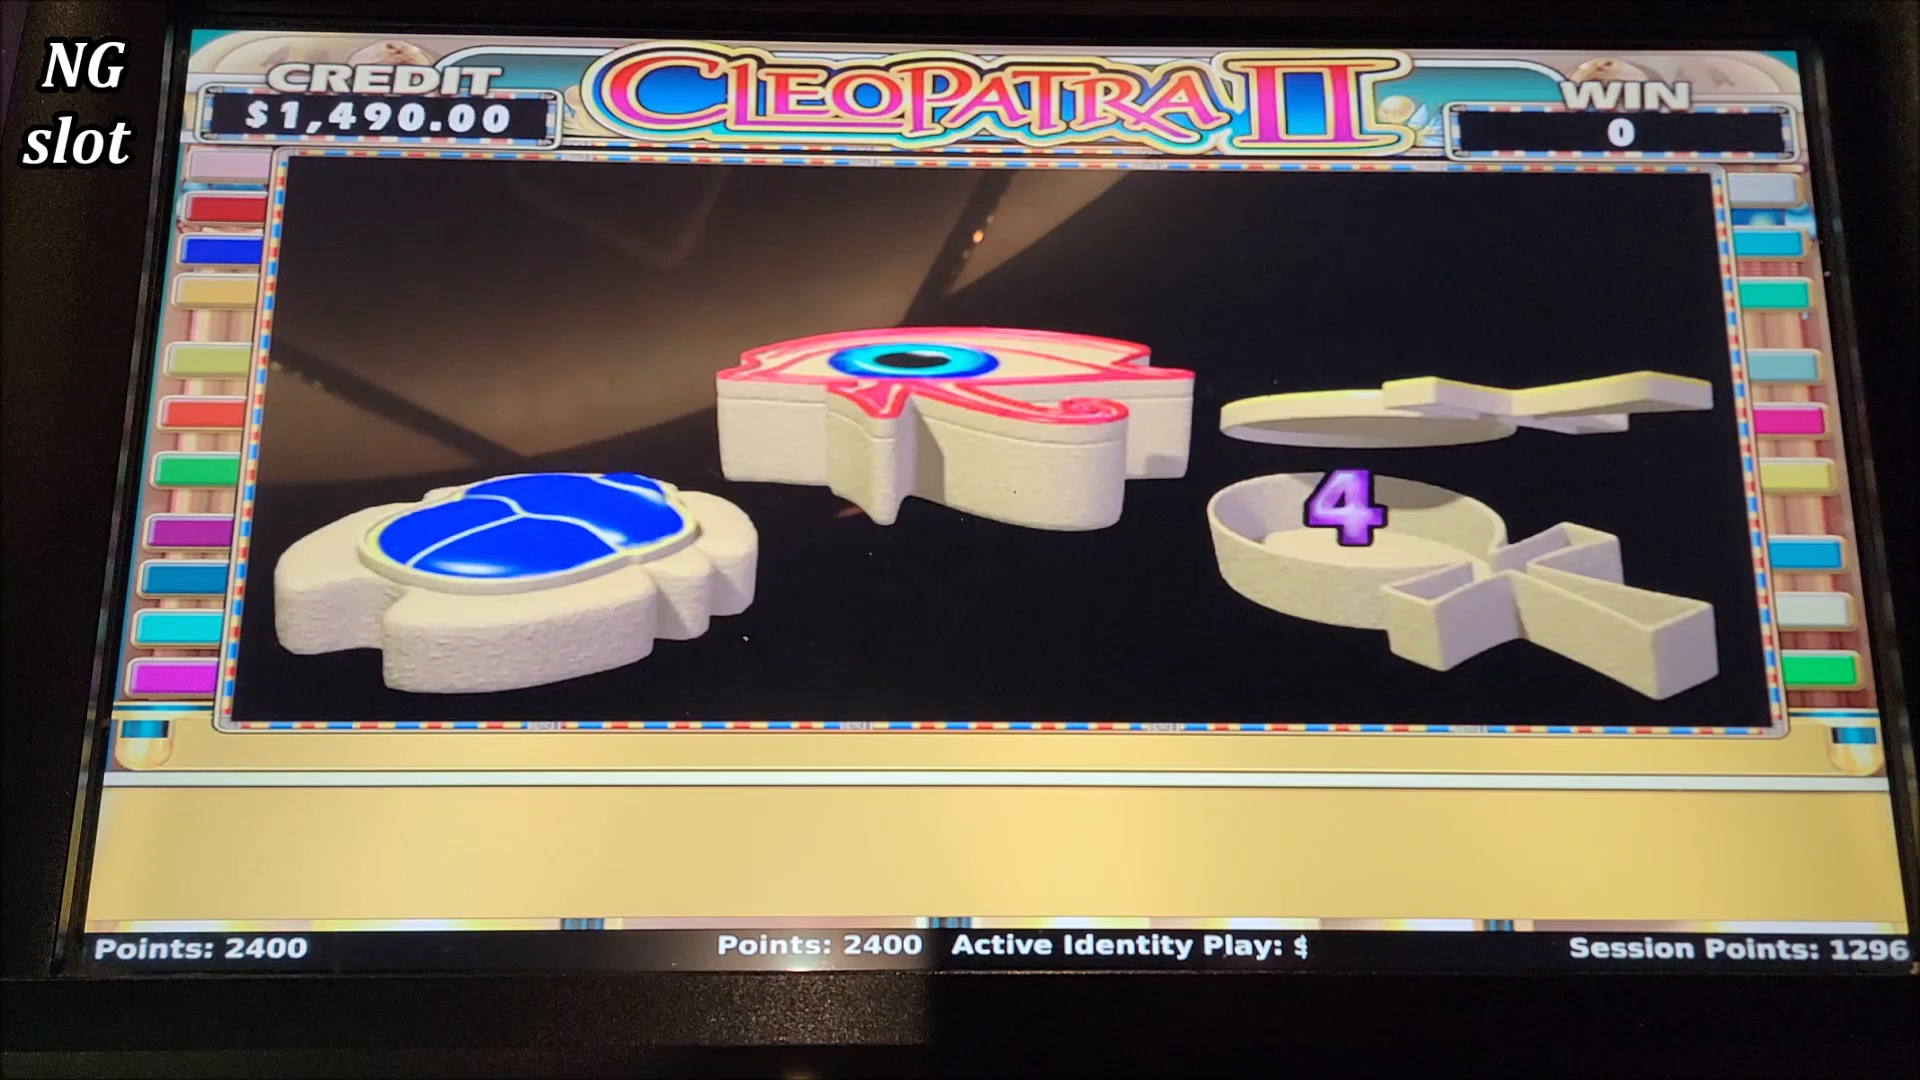 NG
slot
CREDIT
$1,490.00
CLEOPATRA II
WIN
0
4
Points: 2400
Points: 2400 Active Identity Play: $
Session Points: 1296